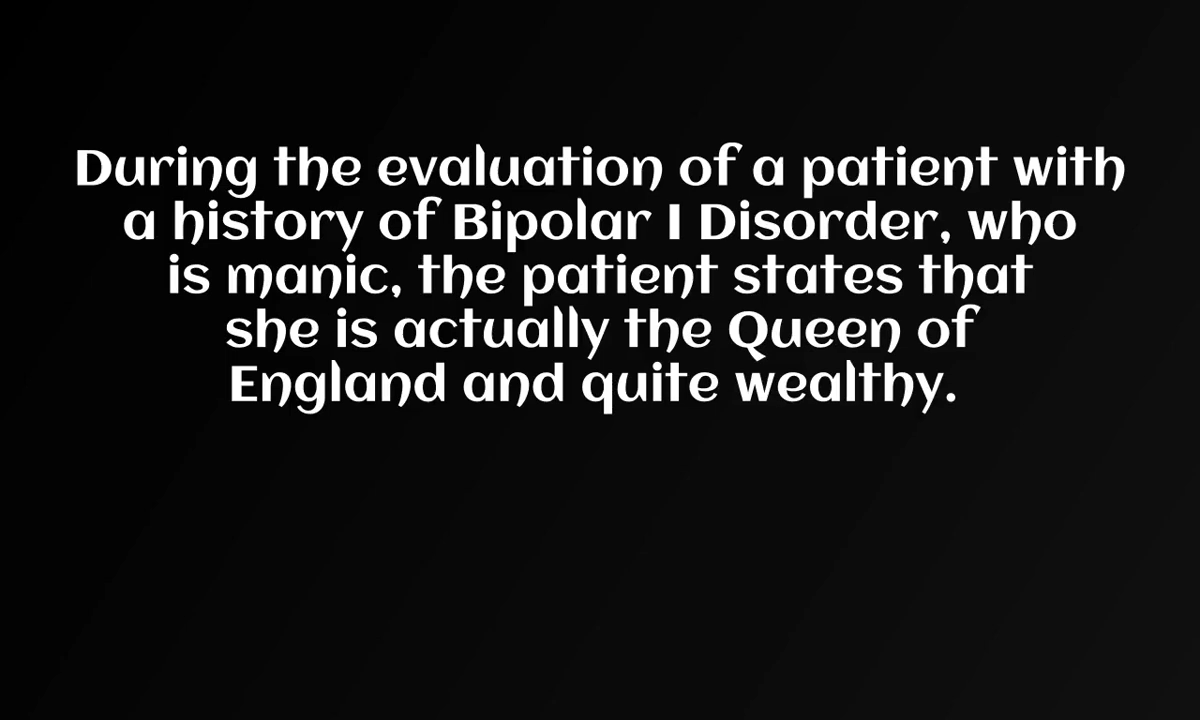 During the evaluation of a patient with
a history of Bipolar I Disorder, who
is manic, the patient states that
she is actually the Queen of
England and quite wealthy.